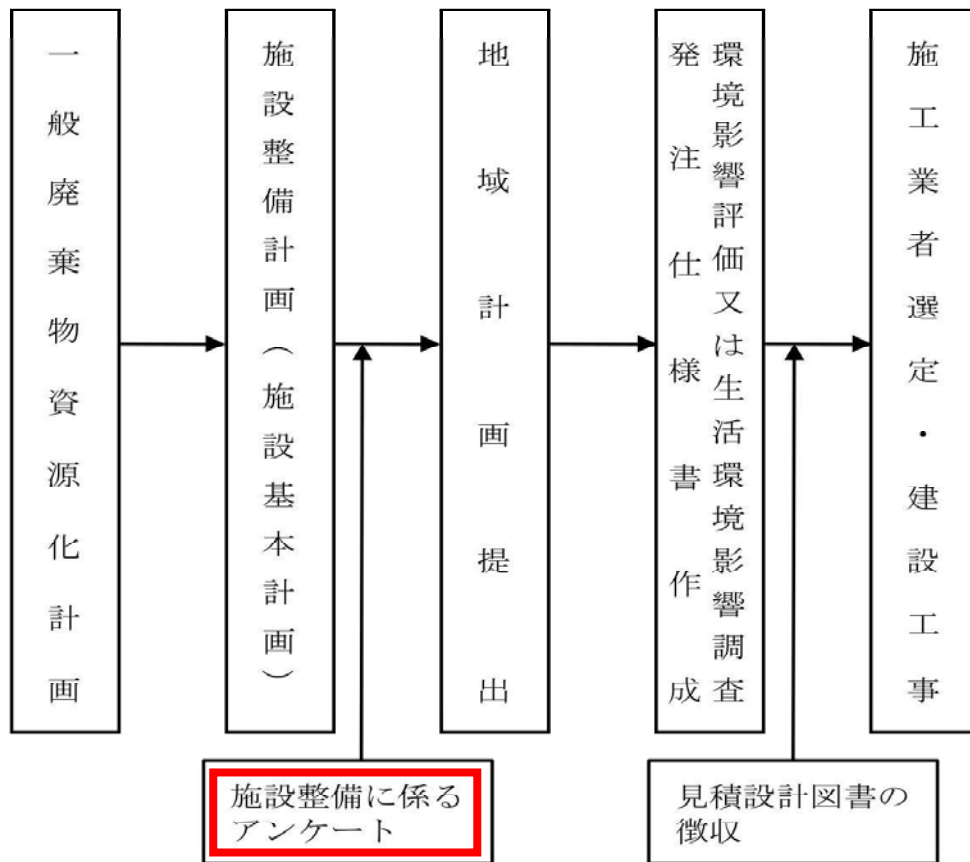 一般廃棄物資源化計画
施設整備計画（施設基本計画）
地域計画提出
環境影響評価又は生活環境影響調査
発注仕様書作成
施工業者選定・建設工事
施設整備に係る
アンケート
見積設計図書の
徴収